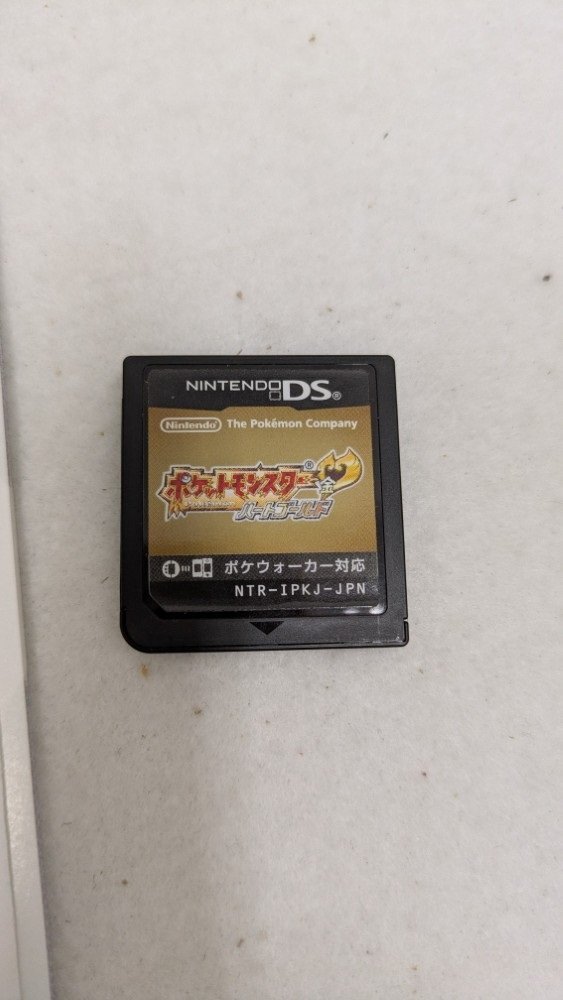 NINTENDO DS®
Nintendo® The Pokémon Company
ポケットモンスター®
金
ハートゴールド
ポケウォーカー対応
NTR-IPKJ-JPN